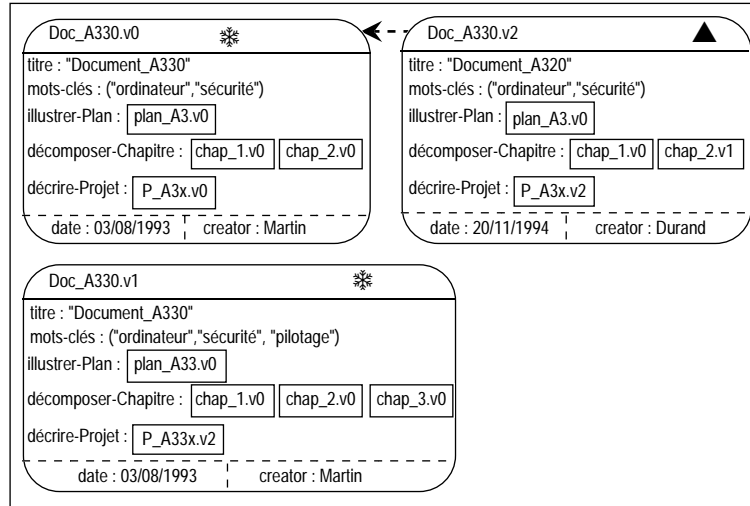 Doc_A330.v0
titre : "Document_A330"
mots-clés : ("ordinateur","sécurité")
illustrer-Plan : plan_A3.v0
décomposer-Chapitre : chap_1.v0 chap_2.v0
décrire-Projet : P_A3x.v0
date : 03/08/1993 creator : Martin
Doc_A330.v2
titre : "Document_A320"
mots-clés : ("ordinateur","sécurité")
illustrer-Plan : plan_A3.v0
décomposer-Chapitre : chap_1.v0 chap_2.v1
décrire-Projet : P_A3x.v2
date : 20/11/1994 creator : Durand
Doc_A330.v1
titre : "Document_A330"
mots-clés : ("ordinateur","sécurité", "pilotage")
illustrer-Plan : plan_A33.v0
décomposer-Chapitre : chap_1.v0 chap_2.v0 chap_3.v0
décrire-Projet : P_A33x.v2
date : 03/08/1993 creator : Martin